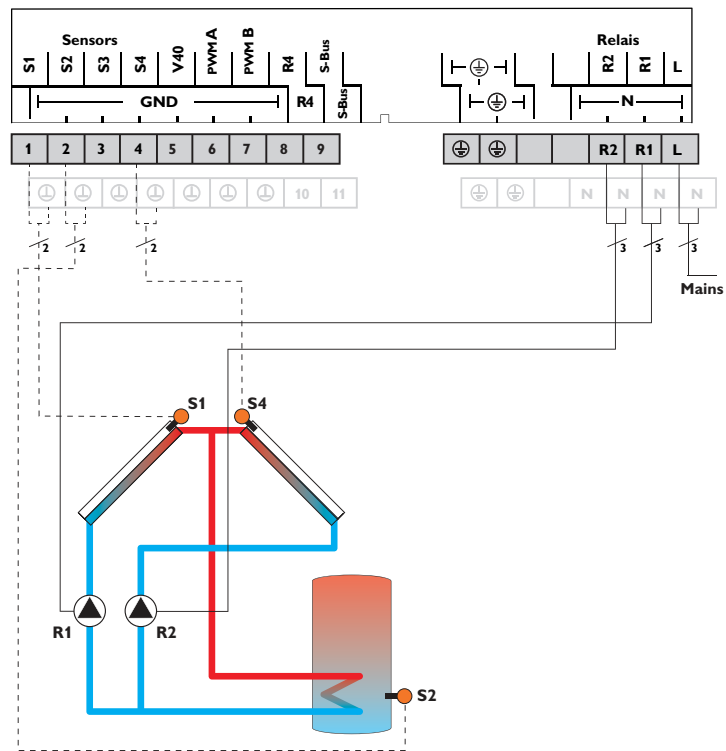 Sensors
Relais
S1 S2 S3 S4 V40 PWM A PWM B R4 S-Bus
R2 R1 L
GND R4 S-Bus
N
1 2 3 4 5 6 7 8 9
R2 R1 L
10 11
N N N N
2 2 2
3 3 3
Mains
S1 S4
R1 R2
S2